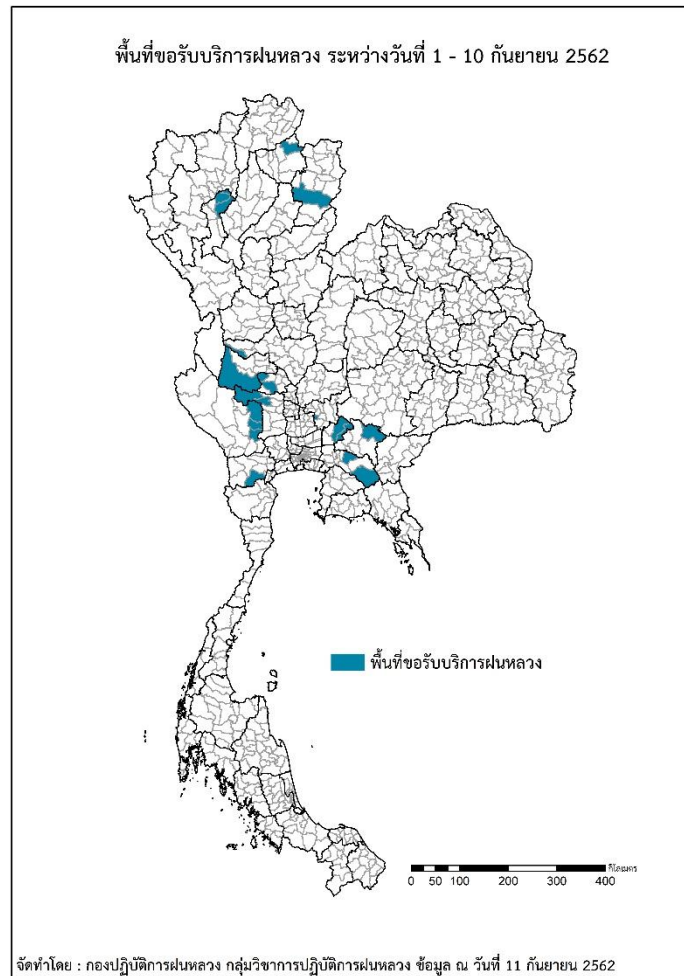 พื้นที่ขอรับบริการฝนหลวง ระหว่างวันที่ 1 - 10 กันยายน 2562
พื้นที่ขอรับบริการฝนหลวง
กิโลเมตร
0 50 100 200 300 400
จัดทำโดย : กองปฏิบัติการฝนหลวง กลุ่มวิชาการปฏิบัติการฝนหลวง ข้อมูล ณ วันที่ 11 กันยายน 2562